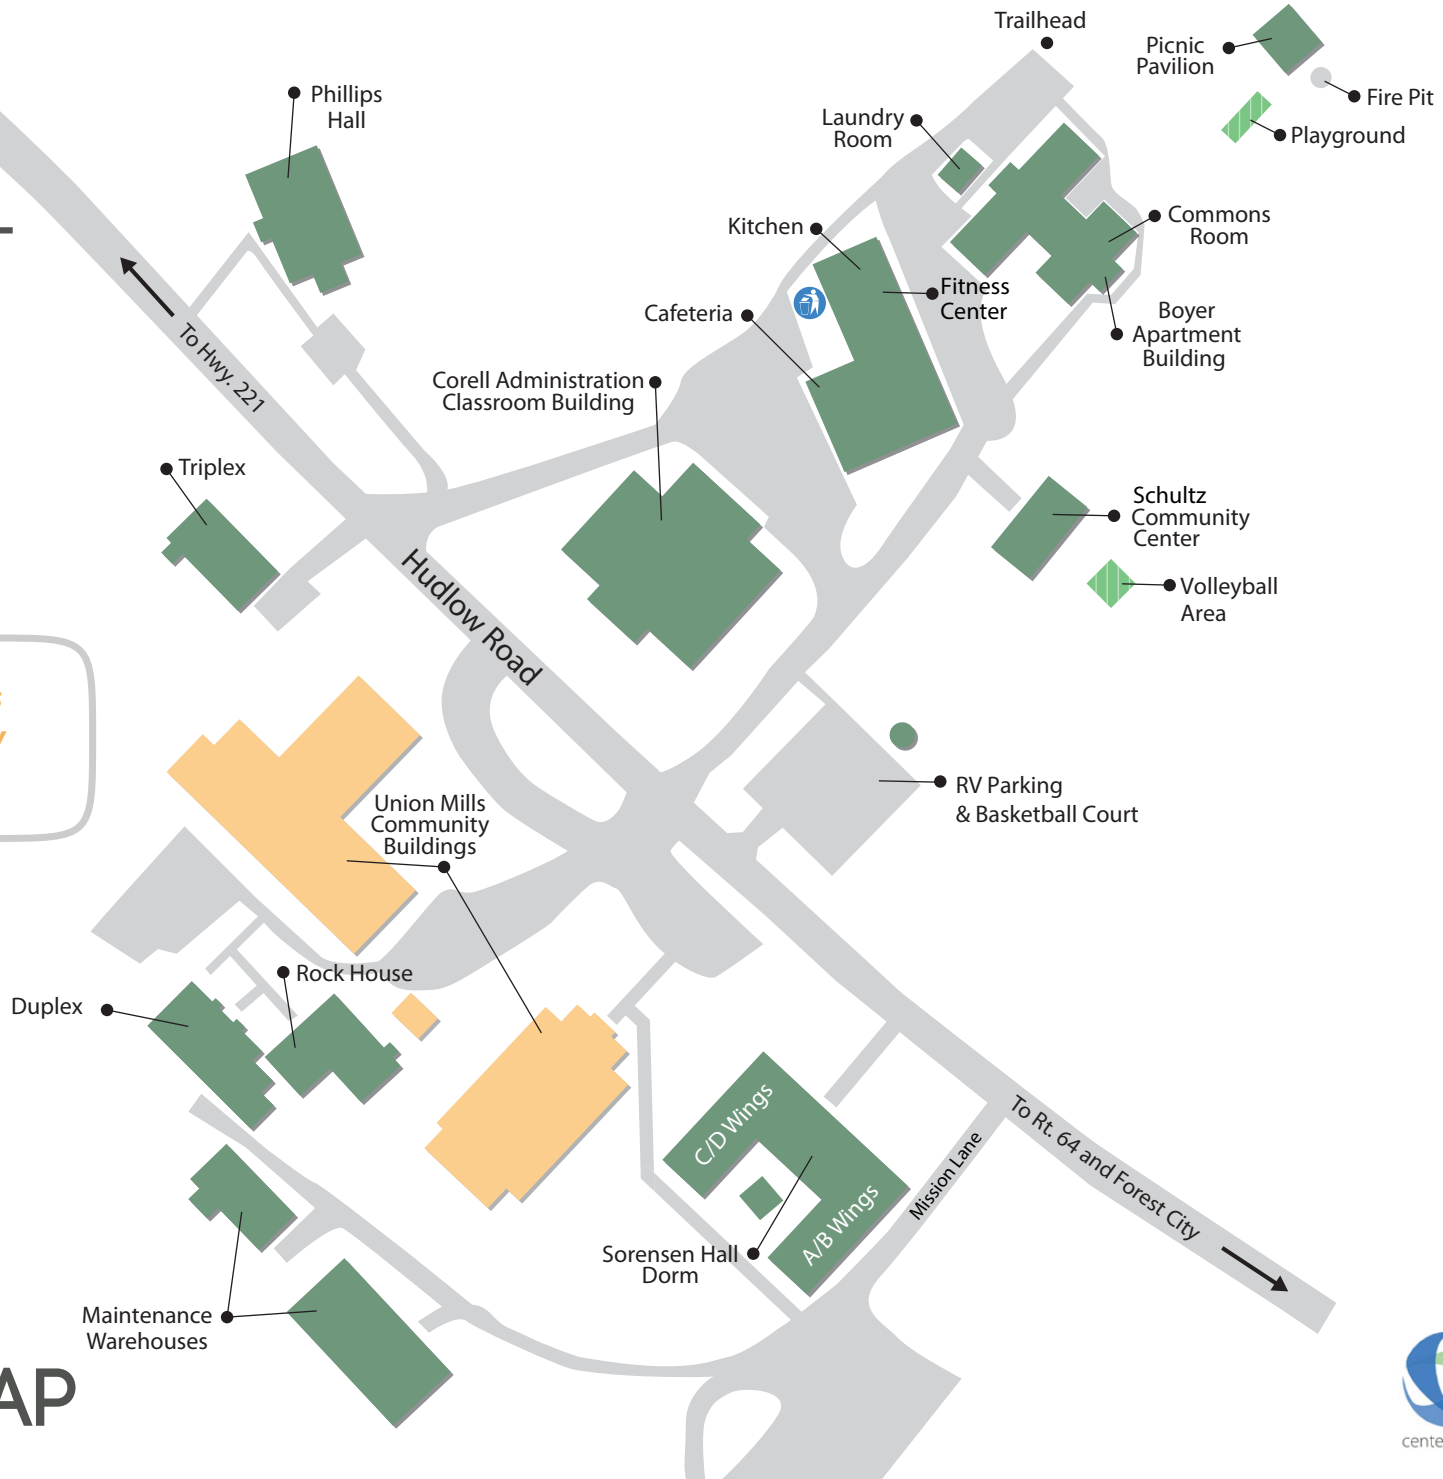 Trailhead
Picnic
Pavilion
Fire Pit
Playground
Phillips
Hall
Laundry
Room
Kitchen
Commons
Room
Fitness
Center
Cafeteria
Boyer
Apartment
Building
To Hwy. 221
Corell Administration
Classroom Building
Triplex
Schultz
Community
Center
Volleyball
Area
Hudlow Road
RV Parking
& Basketball Court
Union Mills
Community
Buildings
Rock House
Duplex
C/D Wings
A/B Wings
Mission Lane
To Rt. 64 and Forest City
Sorensen Hall
Dorm
Maintenance
Warehouses
AP
cente